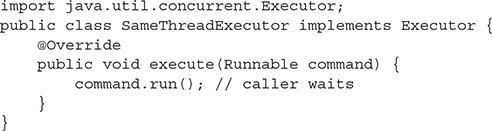 import java.util.concurrent.Executor;
public class SameThreadExecutor implements Executor {
    @Override
    public void execute(Runnable command) {
        command.run(); // caller waits
    }
}